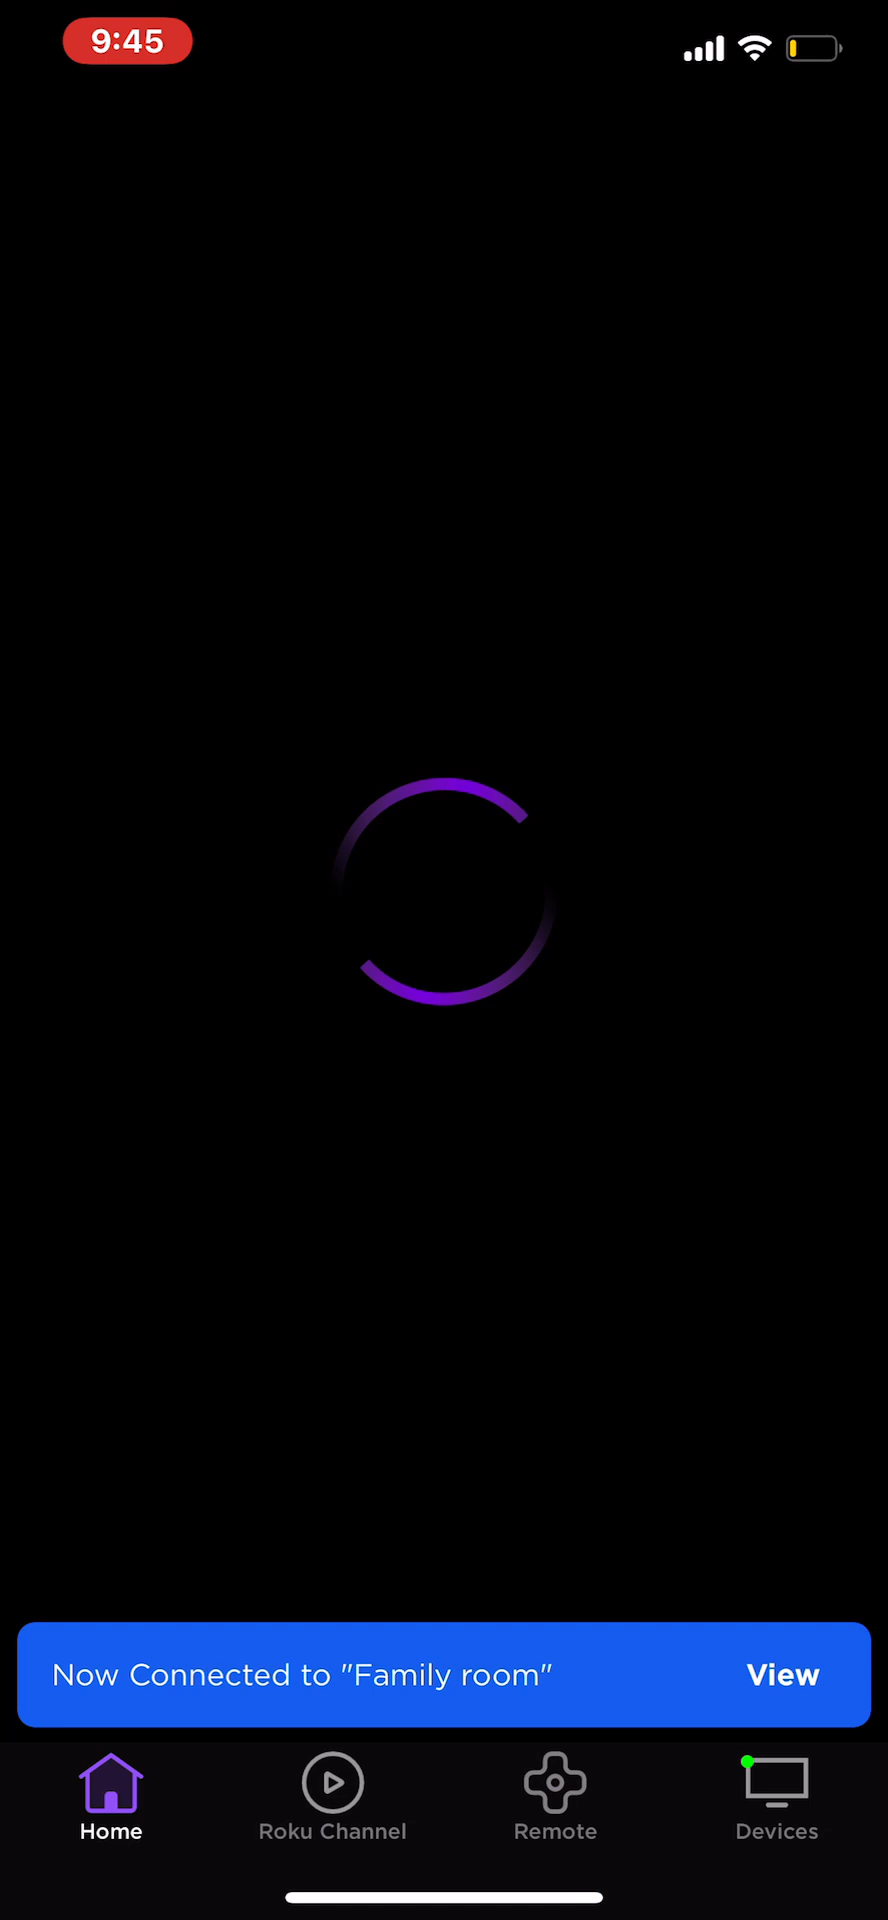 9:45
Now Connected to "Family room"
View
Home
Roku Channel
Remote
Devices